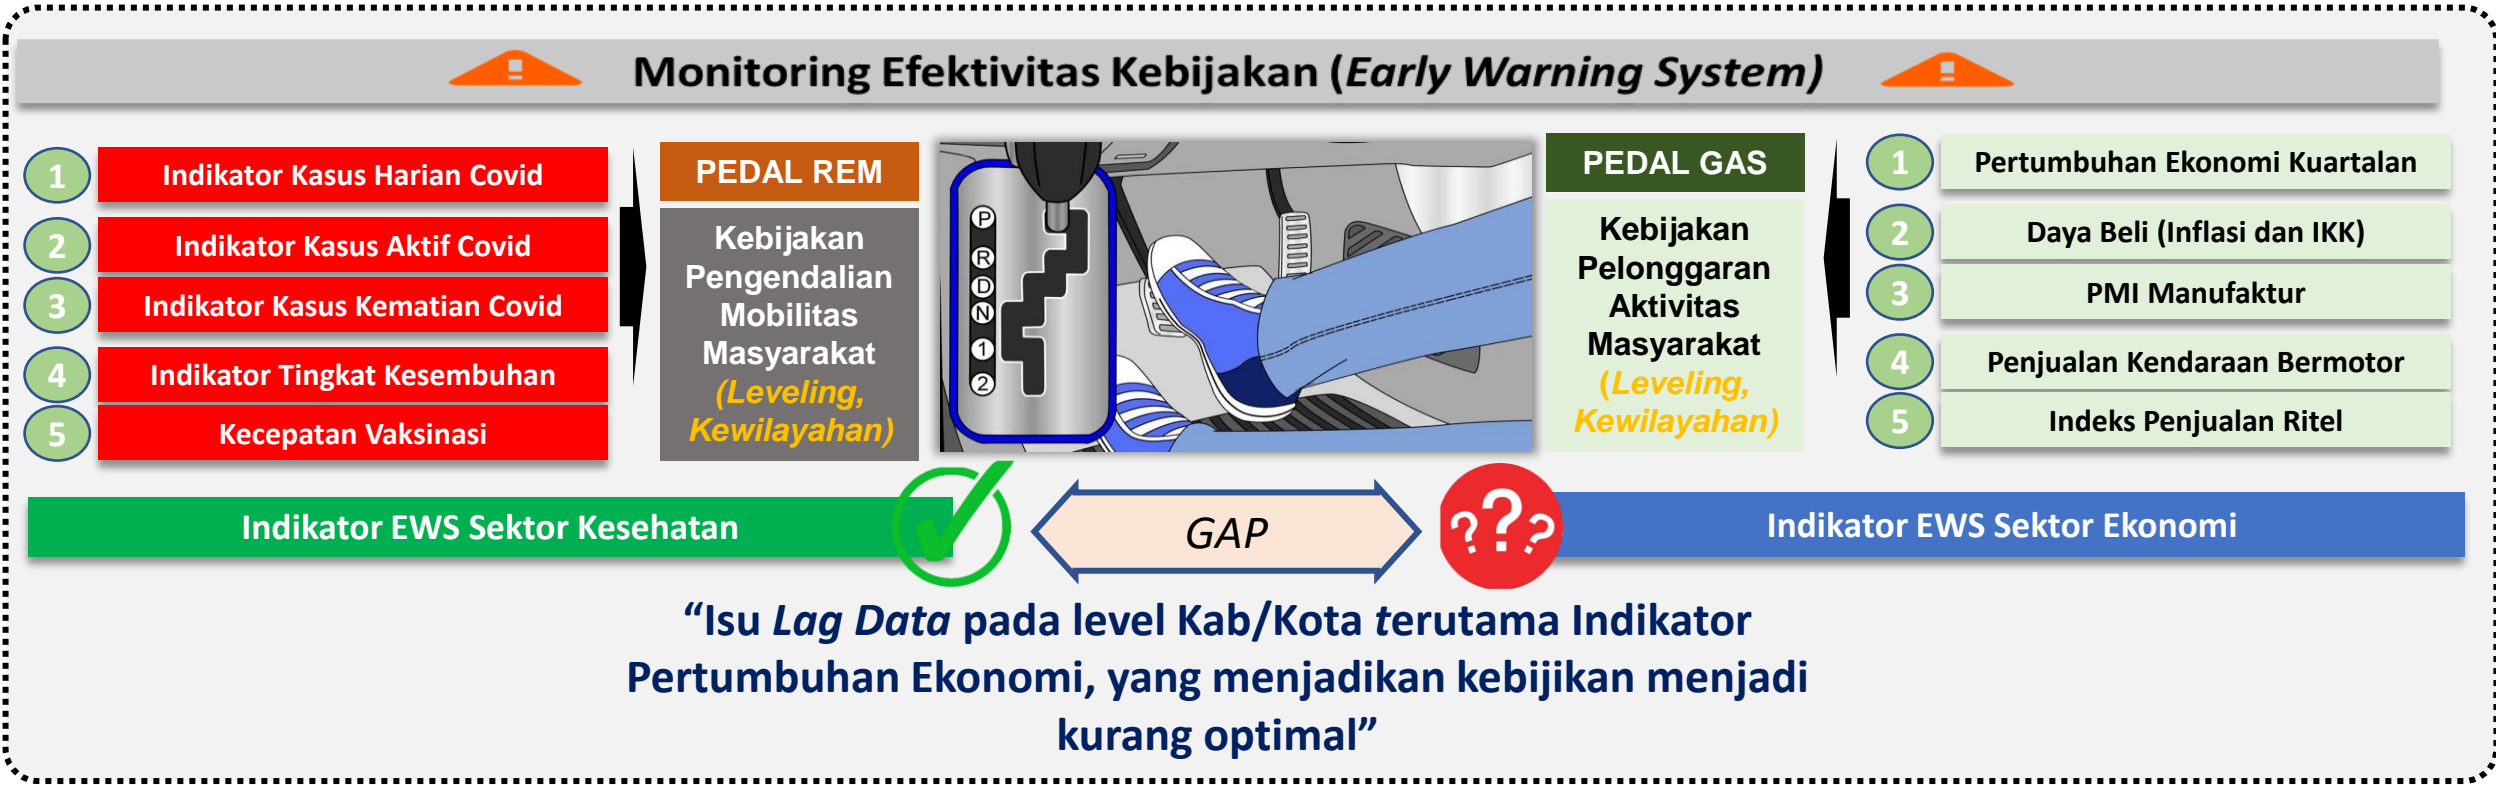 Monitoring Efektivitas Kebijakan (Early Warning System)
1
Indikator Kasus Harian Covid
2
Indikator Kasus Aktif Covid
3
Indikator Kasus Kematian Covid
4
Indikator Tingkat Kesembuhan
5
Kecepatan Vaksinasi
PEDAL REM
Kebijakan
Pengendalian
Mobilitas
Masyarakat
(Leveling,
Kewilayahan)
P
R
D
N
1
2
PEDAL GAS
Kebijakan
Pelonggaran
Aktivitas
Masyarakat
(Leveling,
Kewilayahan)
1
Pertumbuhan Ekonomi Kuartalan
2
Daya Beli (Inflasi dan IKK)
3
PMI Manufaktur
4
Penjualan Kendaraan Bermotor
5
Indeks Penjualan Ritel
Indikator EWS Sektor Kesehatan
GAP
???
Indikator EWS Sektor Ekonomi
“Isu Lag Data pada level Kab/Kota terutama Indikator
Pertumbuhan Ekonomi, yang menjadikan kebijikan menjadi
kurang optimal”